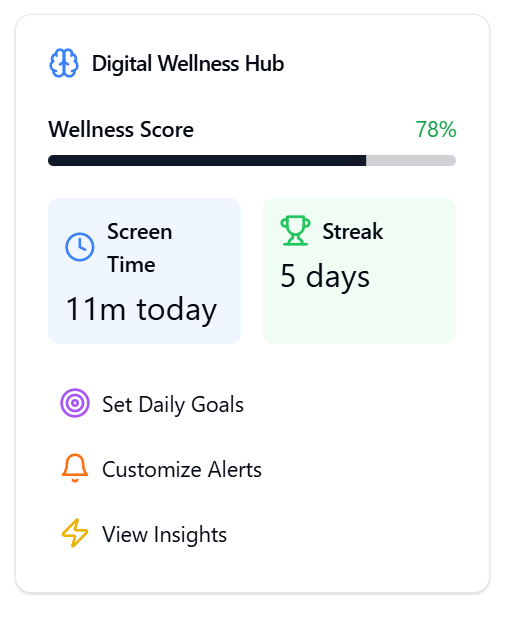 Digital Wellness Hub
Wellness Score 78%
Screen
Time
11m today
Streak
5 days
Set Daily Goals
Customize Alerts
View Insights